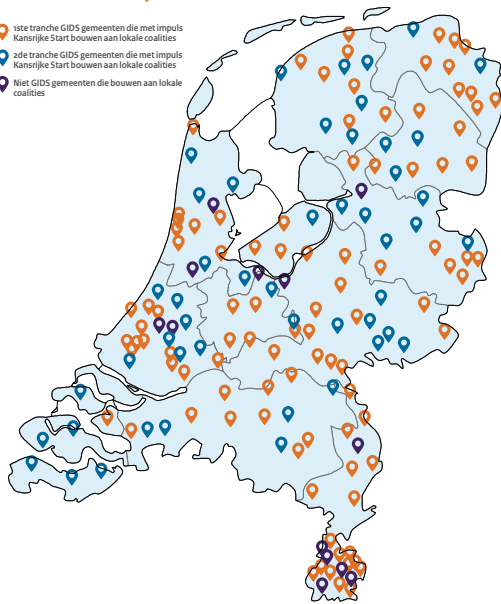 1ste tranche GIDS gemeenten die met impuls
Kansrijke Start bouwen aan lokale coalities
2de tranche GIDS gemeenten die met impuls
Kansrijke Start bouwen aan lokale coalities
Niet GIDS gemeenten die bouwen aan lokale
coalities